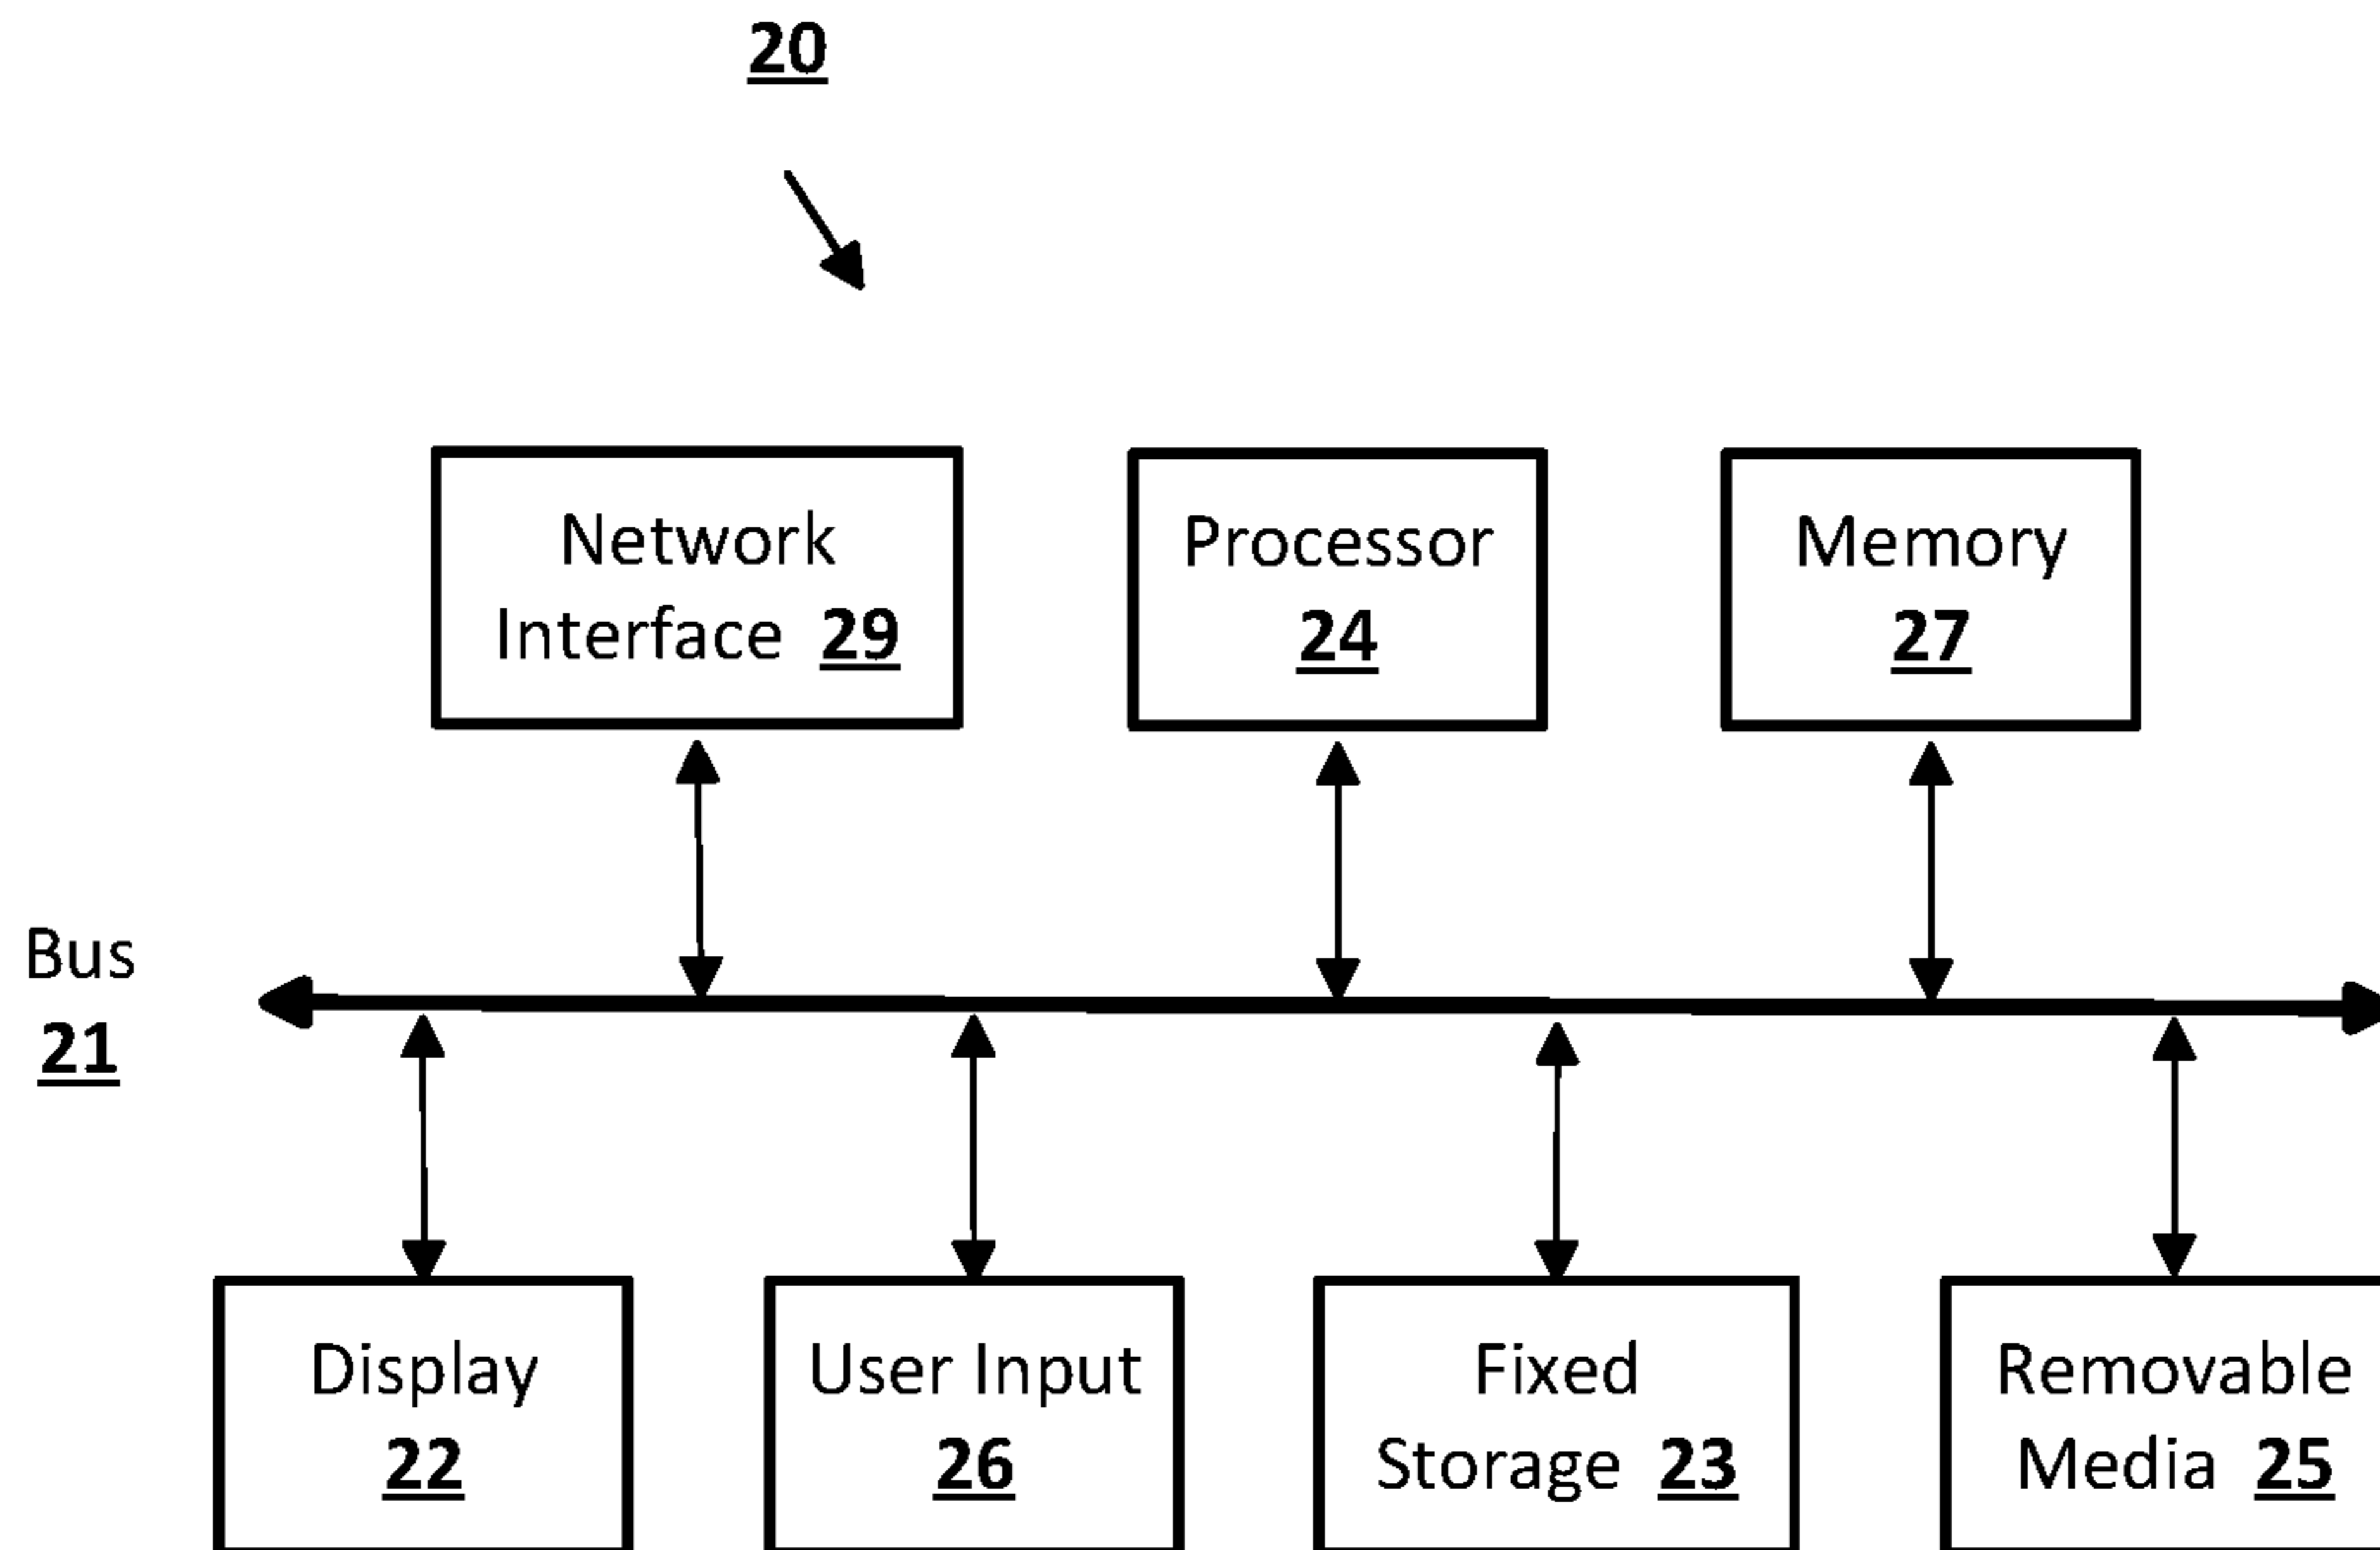 20
Network
Interface 29
Processor
24
Memory
27
Bus
21
Display
22
User Input
26
Fixed
Storage 23
Removable
Media 25